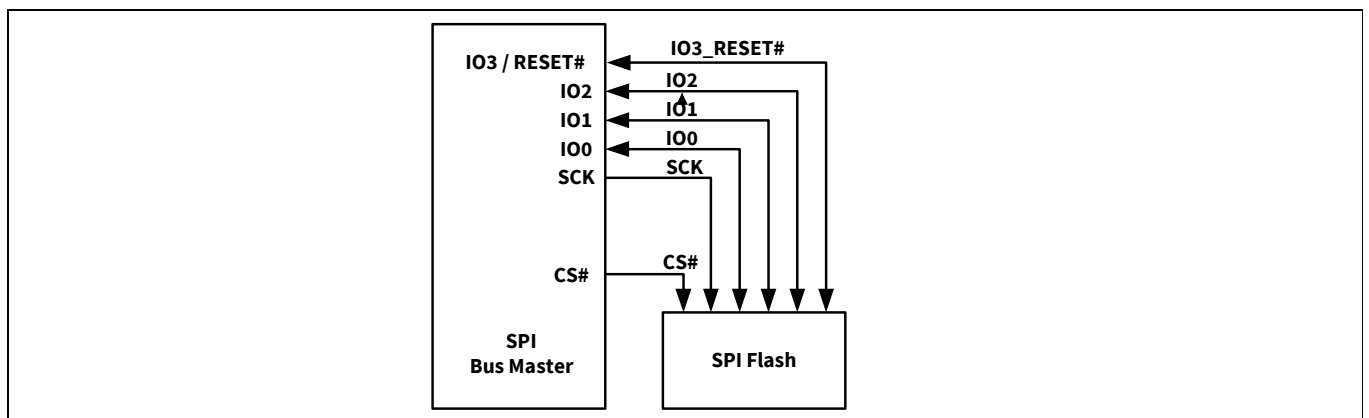 IO3 / RESET# IO3_RESET#
IO2 IO2
IO1 IO1
IO0 IO0
SCK SCK
CS# CS#
SPI
Bus Master
SPI Flash